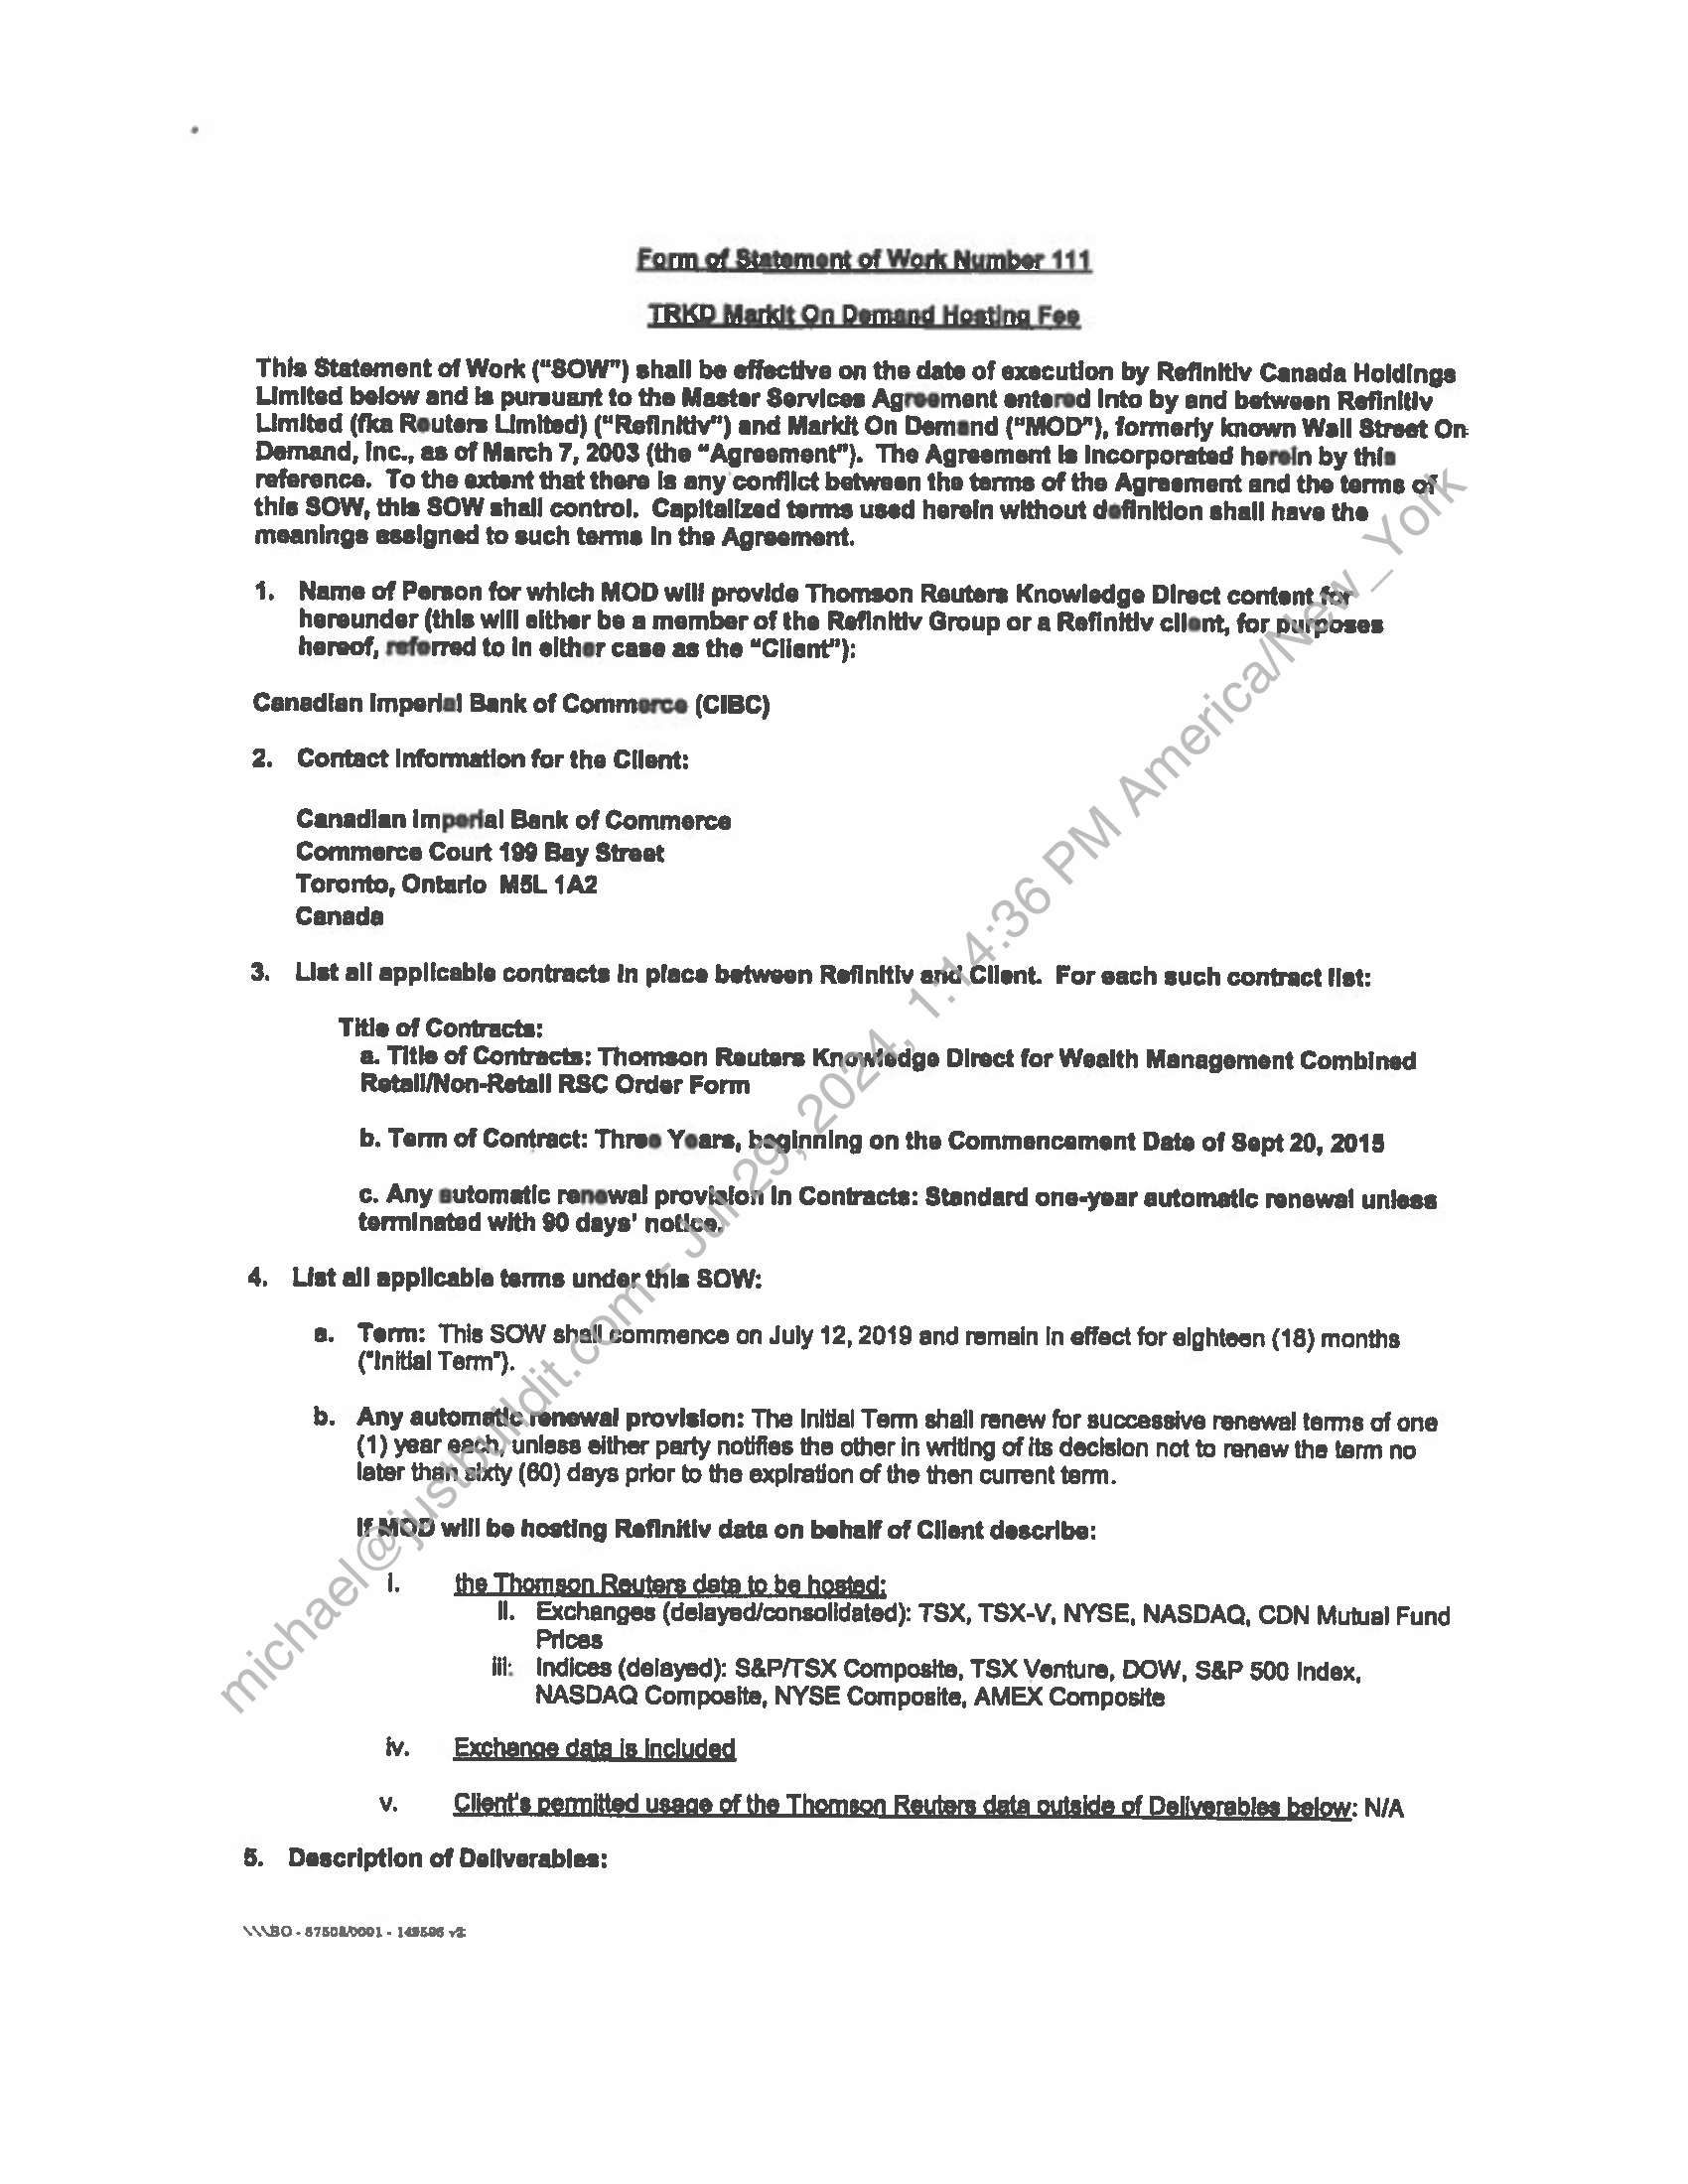 Form of Statement of Work Number 111
TRKD Markit On Demand Hosting Fee
This Statement of Work ("SOW") shall be effective on the date of execution by Refinitiv Canada Holdings
Limited below and is pursuant to the Master Services Agreement entered into by and between Refinitiv
Limited (fka Reuters Limited) ("Refinitiv") and Markit On Demand ("MOD"), formerly known Wall Street On
Demand, Inc., as of March 7, 2003 (the "Agreement"). The Agreement is incorporated herein by this
reference. To the extent that there is any conflict between the terms of the Agreement and the terms of
this SOW, this SOW shall control. Capitalized terms used herein without definition shall have the
meanings assigned to such terms in the Agreement.
1. Name of Person for which MOD will provide Thomson Reuters Knowledge Direct content for
hereunder (this will either be a member of the Refinitiv Group or a Refinitiv client, for purposes
hereof, referred to in either case as the "Client"):
Canadian Imperial Bank of Commerce (CIBC)
2. Contact Information for the Client:
Canadian Imperial Bank of Commerce
Commerce Court 199 Bay Street
Toronto, Ontario M5L 1A2
Canada
3. List all applicable contracts in place between Refinitiv and Client. For each such contract list:
Title of Contracts:
a. Title of Contracts: Thomson Reuters Knowledge Direct for Wealth Management Combined
Retail/Non-Retail RSC Order Form
b. Term of Contract: Three Years, beginning on the Commencement Date of Sept 20, 2015
c. Any automatic renewal provision in Contracts: Standard one-year automatic renewal unless
terminated with 90 days' notice.
4. List all applicable terms under this SOW:
a. Term: This SOW shall commence on July 12, 2019 and remain in effect for eighteen (18) months
("Initial Term").
b. Any automatic renewal provision: The Initial Term shall renew for successive renewal terms of one
(1) year each, unless either party notifies the other in writing of its decision not to renew the term no
later than sixty (60) days prior to the expiration of the then current term.
If MOD will be hosting Refinitiv data on behalf of Client describe:
i. the Thomson Reuters data to be hosted:
ii. Exchanges (delayed/consolidated): TSX, TSX-V, NYSE, NASDAQ, CDN Mutual Fund
Prices
iii. Indices (delayed): S&P/TSX Composite, TSX Venture, DOW, S&P 500 Index,
NASDAQ Composite, NYSE Composite, AMEX Composite
iv. Exchange data is included
v. Client's permitted usage of the Thomson Reuters data outside of Deliverables below: N/A
5. Description of Deliverables:
\\\BO - 87508/0001 - 149506 v2
michael@justbuildit.com - Jul 29, 2024, 1:14:36 PM America/New_York